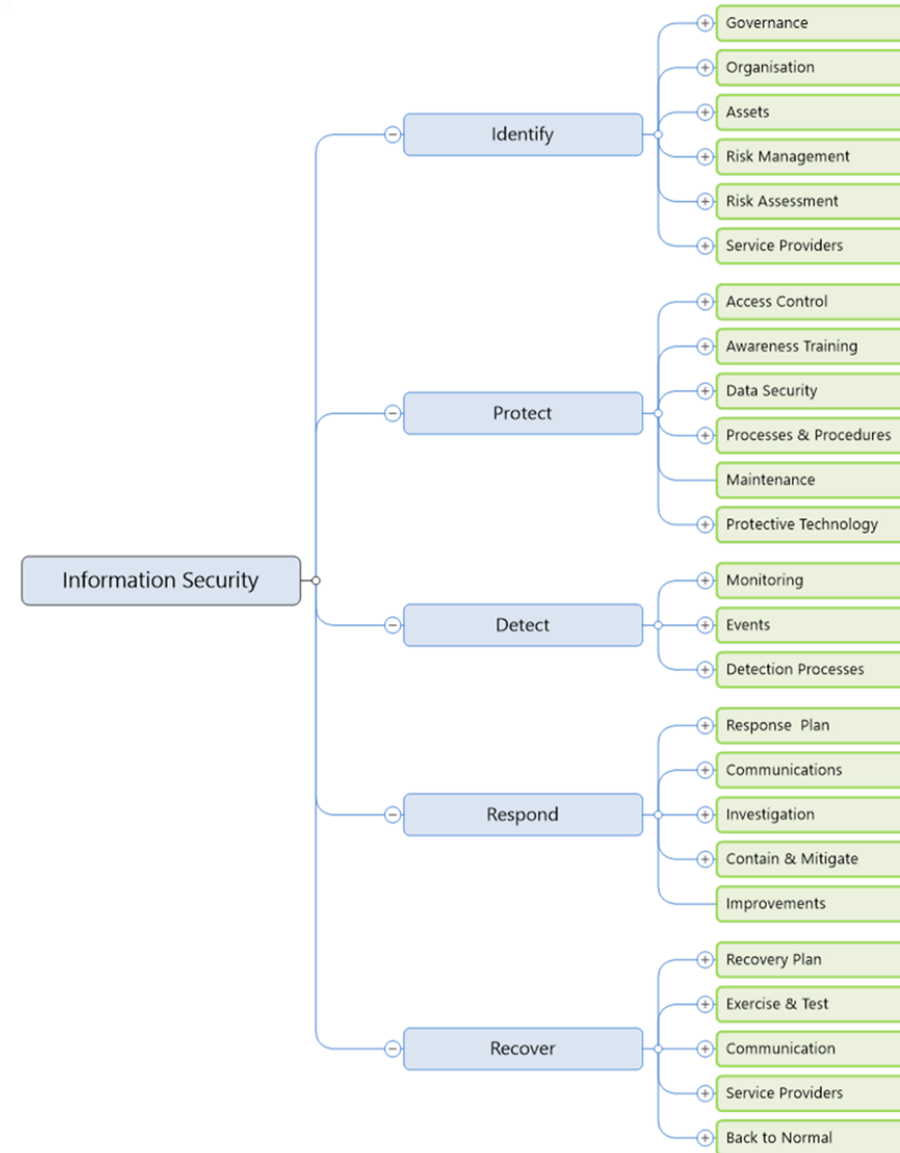 Information Security
Identify
Governance
Organisation
Assets
Risk Management
Risk Assessment
Service Providers
Protect
Access Control
Awareness Training
Data Security
Processes & Procedures
Maintenance
Protective Technology
Detect
Monitoring
Events
Detection Processes
Respond
Response  Plan
Communications
Investigation
Contain & Mitigate
Improvements
Recover
Recovery Plan
Exercise & Test
Communication
Service Providers
Back to Normal